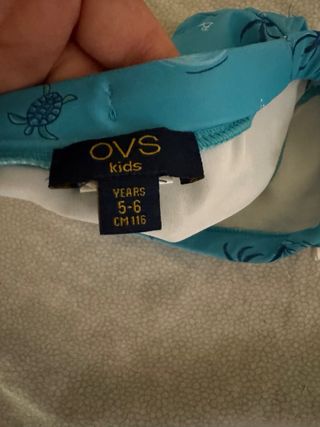 OVS
kids
YEARS
5-6
CM 116